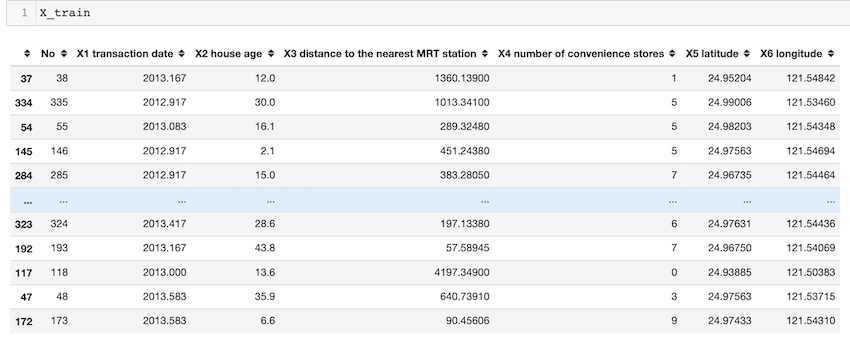 1 X_train
No X1 transaction date X2 house age X3 distance to the nearest MRT station X4 number of convenience stores X5 latitude X6 longitude
37 38 2013.167 12.0 1360.13900 1 24.95204 121.54842
334 335 2012.917 30.0 1013.34100 5 24.99006 121.53460
54 55 2013.083 16.1 289.32480 5 24.98203 121.54348
145 146 2012.917 2.1 451.24380 5 24.97563 121.54694
284 285 2012.917 15.0 383.28050 7 24.96735 121.54464
... ... ... ... ... ... ... ...
323 324 2013.417 28.6 197.13380 6 24.97631 121.54436
192 193 2013.167 43.8 57.58945 7 24.96750 121.54069
117 118 2013.000 13.6 4197.34900 0 24.93885 121.50383
47 48 2013.583 35.9 640.73910 3 24.97563 121.53715
172 173 2013.583 6.6 90.45606 9 24.97433 121.54310